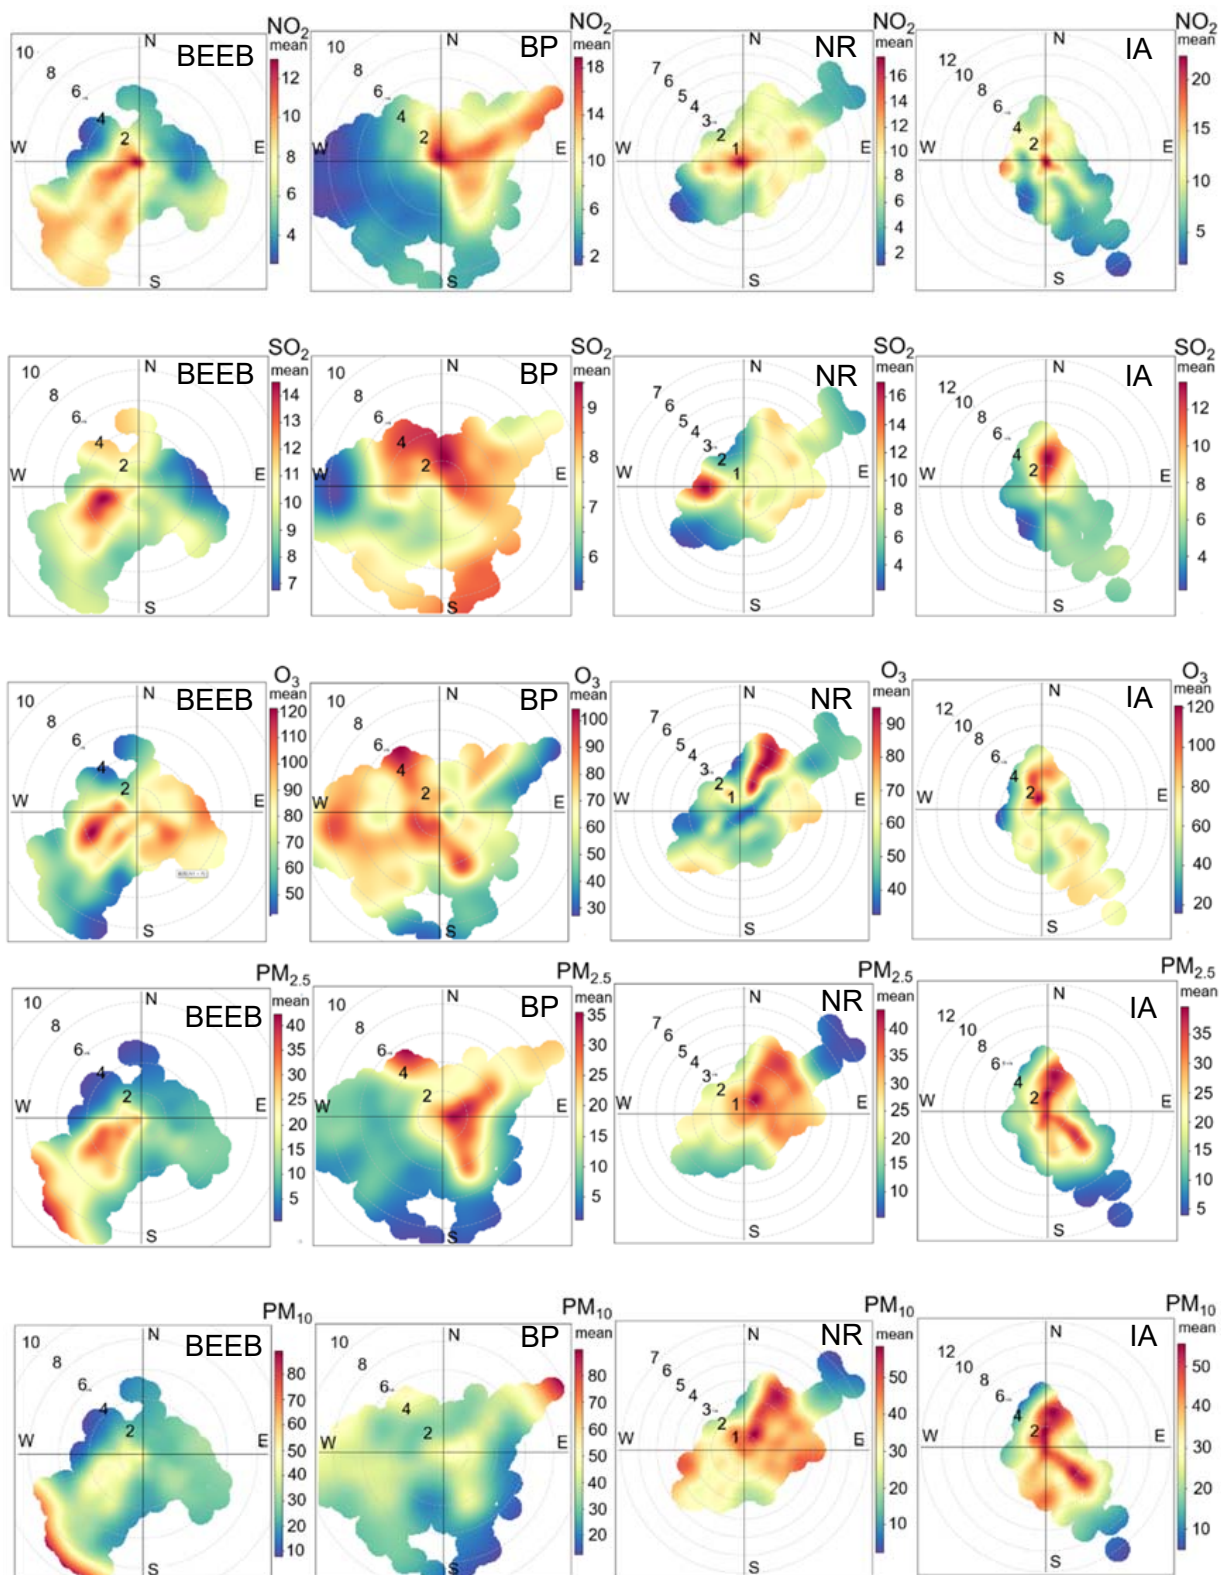 NO2 NO2 NO2 NO2
mean mean mean mean
BEEB BP NR IA
N N N N
10 8 6 4 2 W E S 12 10 8 6 4
10 8 6 4 2 W E S 18 14 10 6 2
7 6 5 4 3 2 1 W E S 16 14 12 10 8 6 4 2
12 10 8 6 4 2 W E S 20 15 10 5
SO2 SO2 SO2 SO2
mean mean mean mean
BEEB BP NR IA
N N N N
10 8 6 4 2 W E S 14 13 12 11 10 9 8 7
10 8 6 4 2 W E S 9 8 7 6
7 6 5 4 3 2 1 W E S 16 14 12 10 8 6 4
12 10 8 6 4 2 W E S 12 10 8 6 4
O3 O3 O3 O3
mean mean mean mean
BEEB BP NR IA
N N N N
10 8 6 4 2 W E S 120 110 100 90 80 70 60 50
10 8 6 4 2 W E S 100 90 80 70 60 50 40 30
7 6 5 4 3 2 1 W E S 90 80 70 60 50 40
12 10 8 6 4 2 W E S 120 100 80 60 40 20
PM2.5 PM2.5 PM2.5 PM2.5
mean mean mean mean
BEEB BP NR IA
N N N N
10 8 6 4 2 W E S 40 35 30 25 20 15 10 5
10 8 6 4 2 W E S 35 30 25 20 15 10 5
7 6 5 4 3 2 1 W E S 40 35 30 25 20 15 10
12 10 8 6 4 2 W E S 35 30 25 20 15 10 5
PM10 PM10 PM10 PM10
mean mean mean mean
BEEB BP NR IA
N N N N
10 8 6 4 2 W E S 80 70 60 50 40 30 20 10
10 8 6 4 2 W E S 80 70 60 50 40 30 20
7 6 5 4 3 2 1 W E S 50 40 30 20 10
12 10 8 6 4 2 W E S 50 40 30 20 10